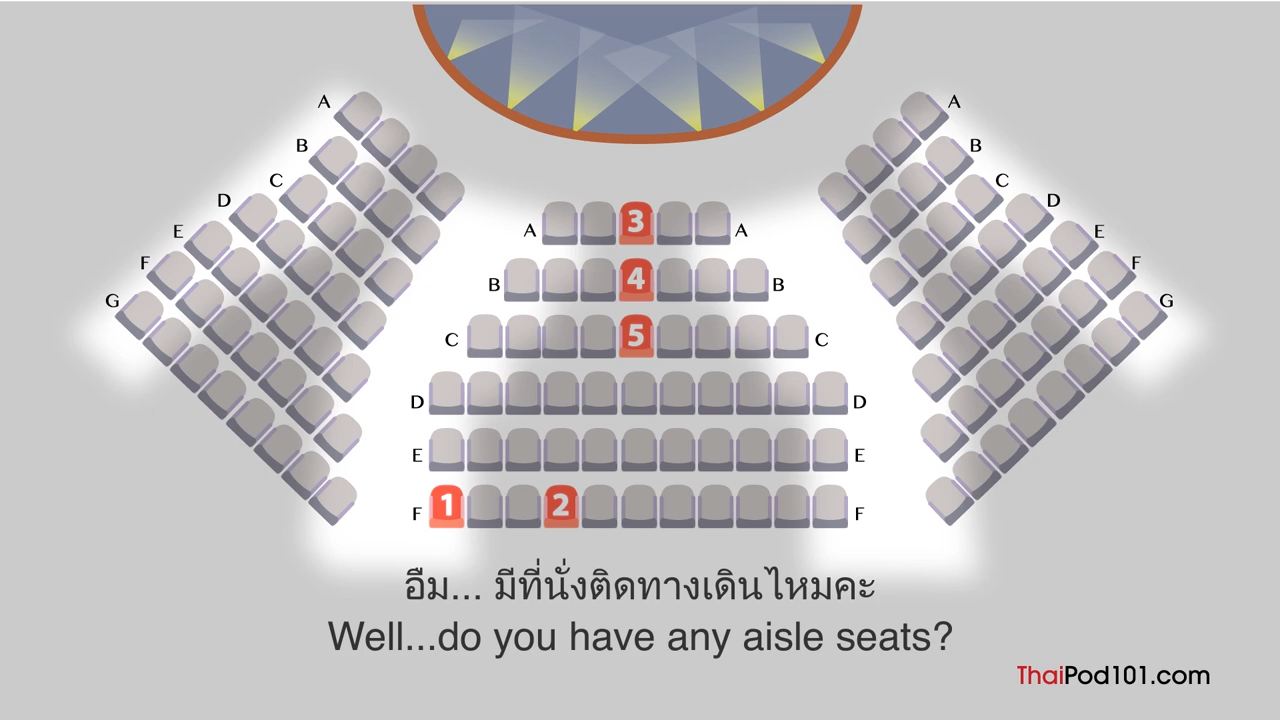 A
A
B
B
C
C
D
D
E
E
F
F
G
G
A 3 A
B 4 B
C 5 C
D D
E E
F 1 2 F
อืม... มีที่นั่งติดทางเดินไหมคะ
Well...do you have any aisle seats?
ThaiPod101.com